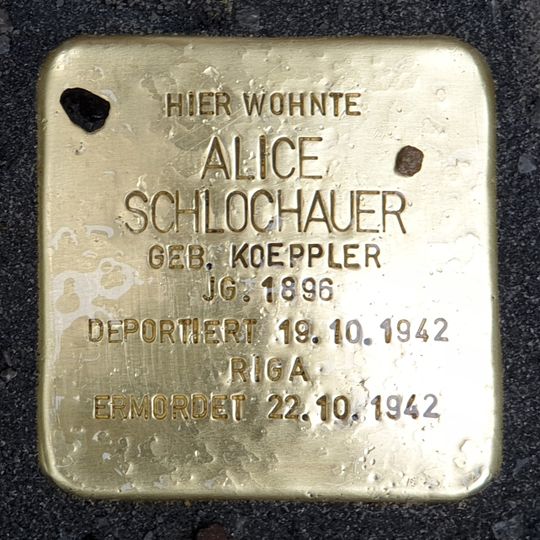 HIER WOHNTE
ALICE
SCHLOCHAUER
GEB. KOEPPLER
JG. 1896
DEPORTIERT 19.10.1942
RIGA
ERMORDET 22.10.1942